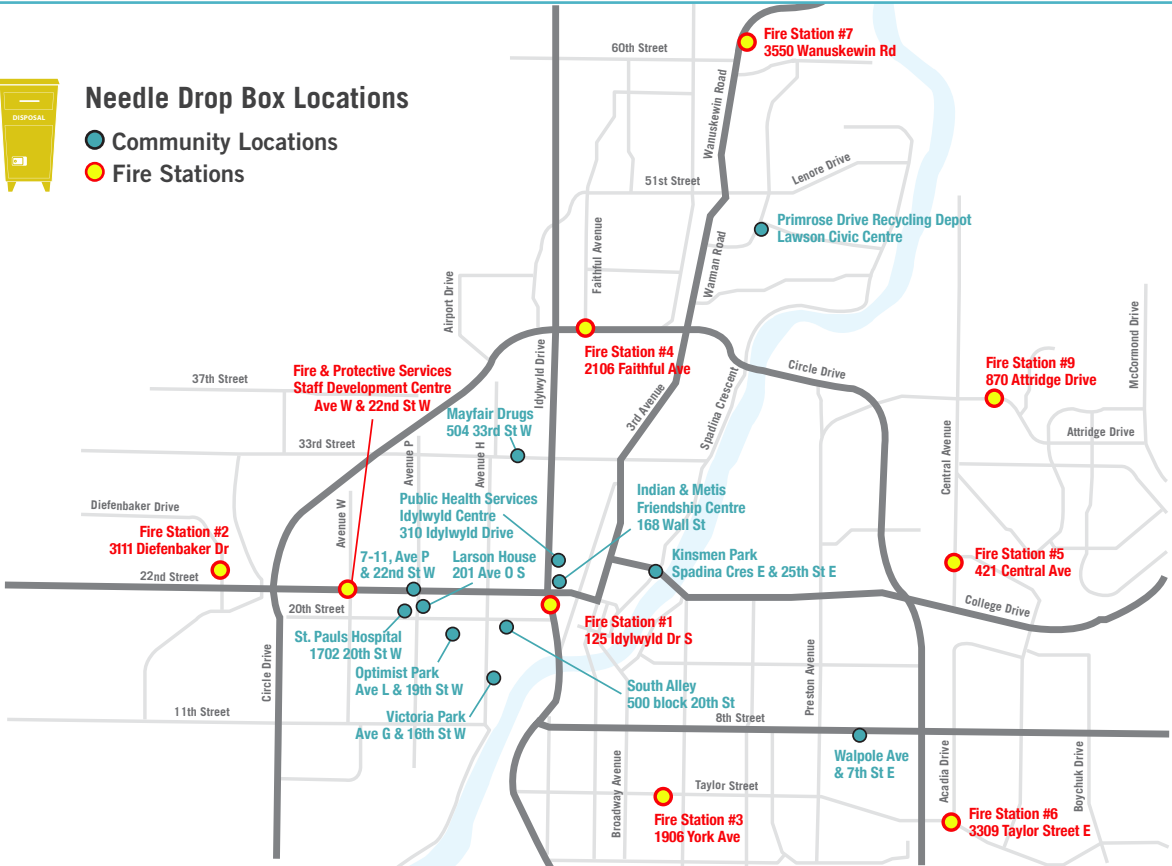 Fire Station #7
3550 Wanuskewin Rd
60th Street
Wanuskewin Road
DISPOSAL
Needle Drop Box Locations
Community Locations
Fire Stations
Lenore Drive
51st Street
Primrose Drive Recycling Depot
Lawson Civic Centre
Faithful Avenue
Warman Road
Airport Drive
Idylwyld Drive
Fire Station #4
2106 Faithful Ave
Circle Drive
McCormond Drive
Fire Station #9
870 Attridge Drive
Attridge Drive
Fire & Protective Services
Staff Development Centre
Ave W & 22nd St W
37th Street
3rd Avenue
Spadina Crescent
Mayfair Drugs
504 33rd St W
33rd Street
Avenue P
Avenue H
Central Avenue
Diefenbaker Drive
Avenue W
Fire Station #2
3111 Diefenbaker Dr
22nd Street
Public Health Services
Idylwyld Centre
310 Idylwyld Drive
Indian & Metis
Friendship Centre
168 Wall St
7-11, Ave P
& 22nd St W
Larson House
201 Ave O S
Kinsmen Park
Spadina Cres E & 25th St E
Fire Station #5
421 Central Ave
College Drive
20th Street
St. Pauls Hospital
1702 20th St W
Fire Station #1
125 Idylwyld Dr S
Optimist Park
Ave L & 19th St W
Circle Drive
South Alley
500 block 20th St
Preston Avenue
11th Street
Victoria Park
Ave G & 16th St W
8th Street
Walpole Ave
& 7th St E
Broadway Avenue
Taylor Street
Acadia Drive
Boychuk Drive
Fire Station #3
1906 York Ave
Fire Station #6
3309 Taylor Street E